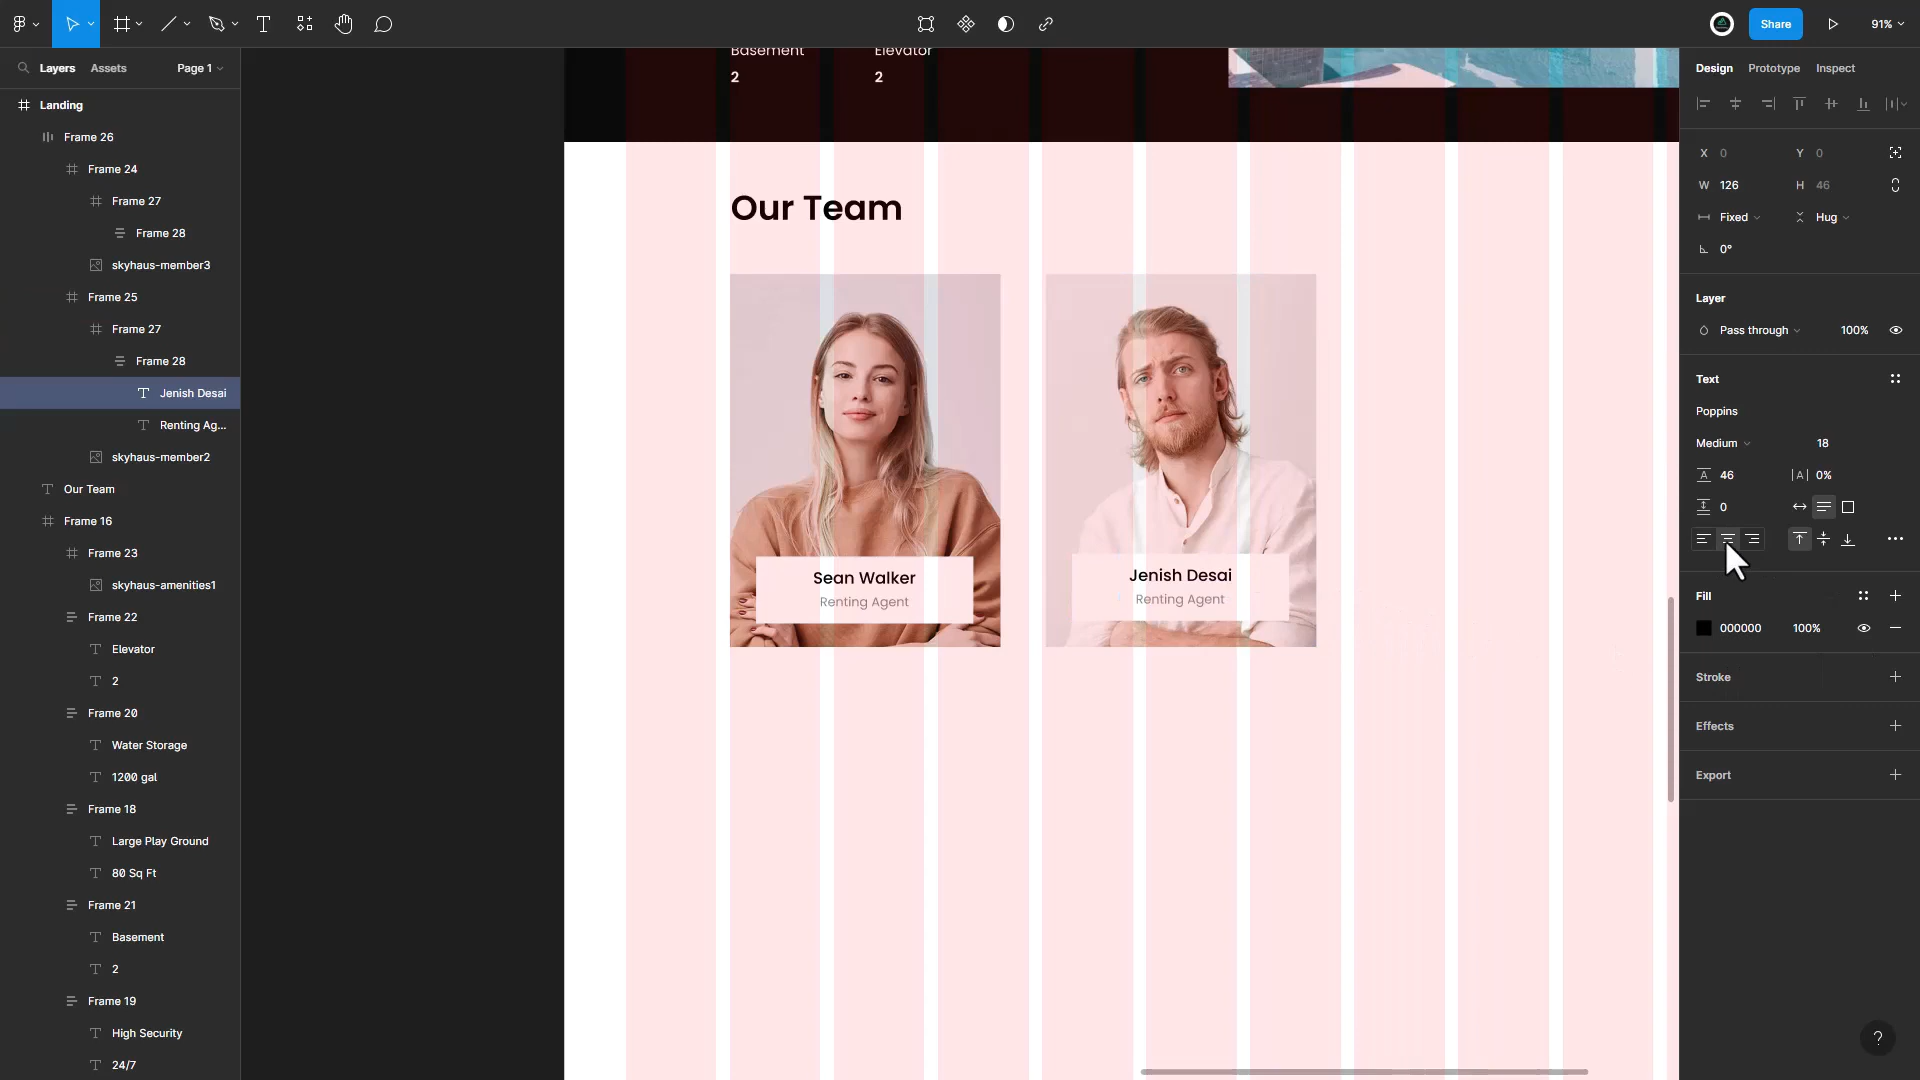 Share
91%
Layers
Assets
Page 1
Landing
Frame 26
Frame 24
Frame 27
Frame 28
skyhaus-member3
Frame 25
Frame 27
Frame 28
Jenish Desai
Renting Ag...
skyhaus-member2
Our Team
Frame 16
Frame 23
skyhaus-amenities1
Frame 22
Elevator
2
Frame 20
Water Storage
1200 gal
Frame 18
Large Play Ground
80 Sq Ft
Frame 21
Basement
2
Frame 19
High Security
24/7
Basement
Elevator
2
2
Our Team
Sean Walker
Renting Agent
Jenish Desai
Renting Agent
Design
Prototype
Inspect
X 0
Y 0
W 126
H 46
Fixed
Hug
0°
Layer
Pass through
100%
Text
Poppins
Medium
18
A 46
|A| 0%
0
Fill
000000
100%
Stroke
Effects
Export
?